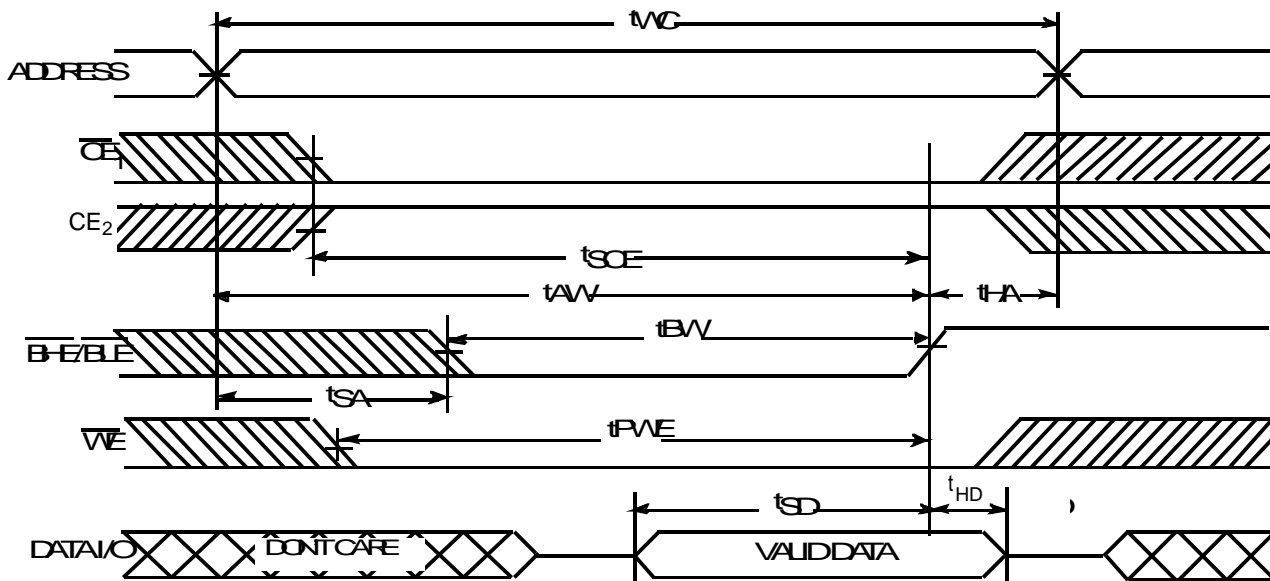 tWC
ADDRESS
CE1
CE2
tSCE
tAW
tHA
BHE/BLE
tBW
tSA
WE
tPWE
tSD
tHD
DATA I/O
DON'T CARE
VALID DATA